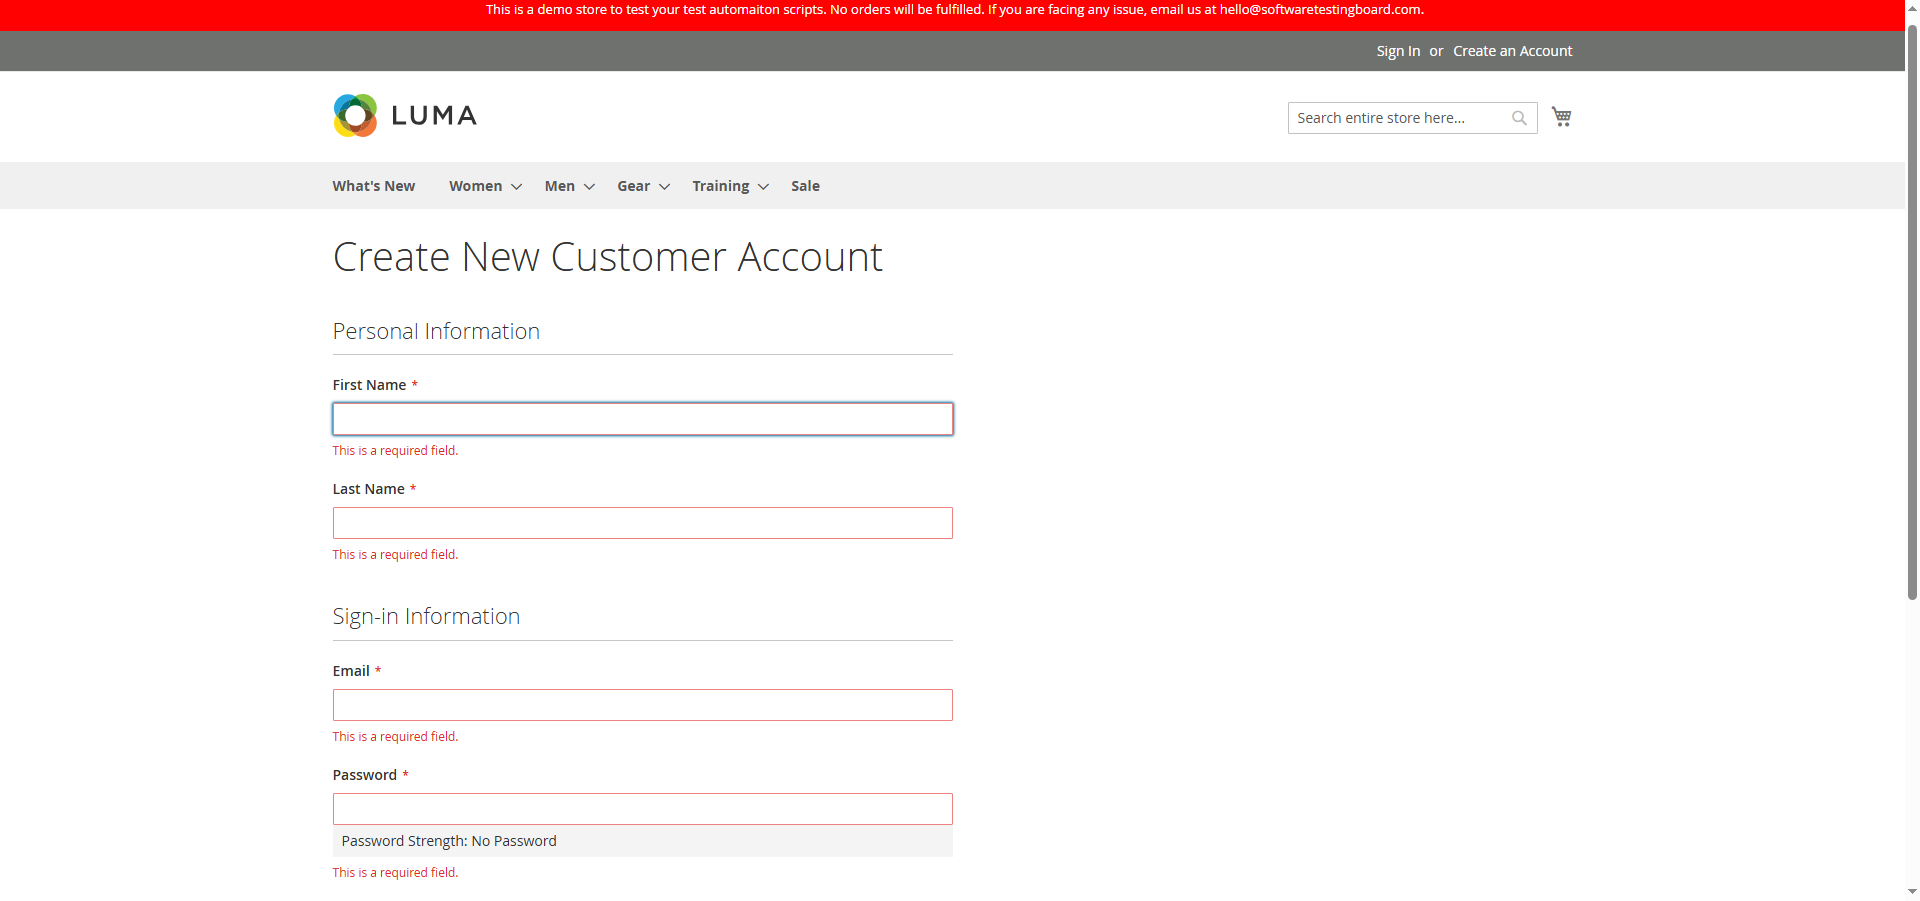 This is a demo store to test your test automaiton scripts. No orders will be fulfilled. If you are facing any issue, email us at hello@softwaretestingboard.com.
Sign In or Create an Account
LUMA
Search entire store here...
What's New Women Men Gear Training Sale
Create New Customer Account
Personal Information
First Name *
This is a required field.
Last Name *
This is a required field.
Sign-in Information
Email *
This is a required field.
Password *
Password Strength: No Password
This is a required field.